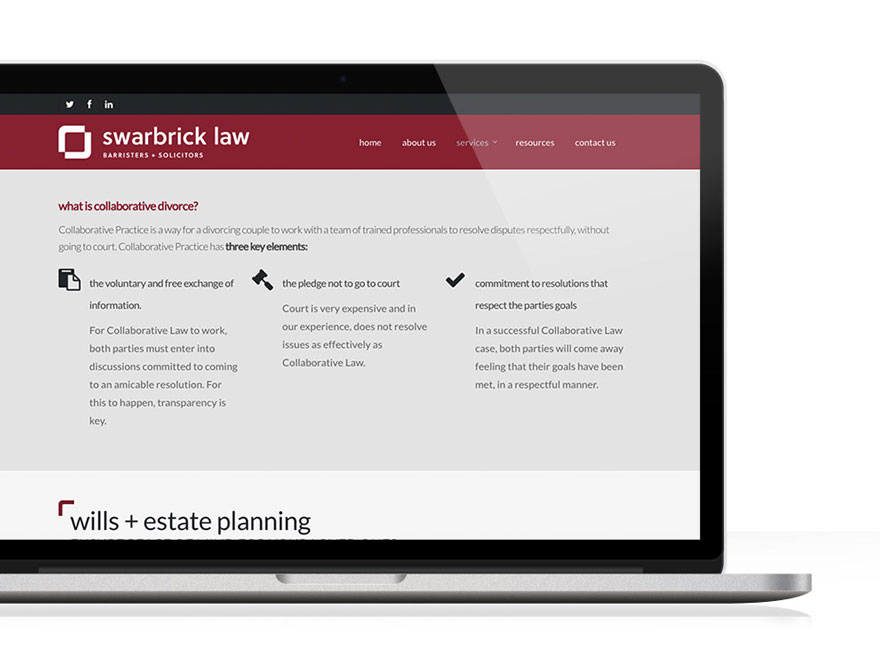 swarbrick law
BARRISTERS + SOLICITORS
home about us services resources contact us
what is collaborative divorce?
Collaborative Practice is a way for a divorcing couple to work with a team of trained professionals to resolve disputes respectfully, without
going to court. Collaborative Practice has three key elements:
the voluntary and free exchange of
information.
For Collaborative Law to work,
both parties must enter into
discussions committed to coming
to an amicable resolution. For
this to happen, transparency is
key.
the pledge not to go to court
Court is very expensive and in
our experience, does not resolve
issues as effectively as
Collaborative Law.
commitment to resolutions that
respect the parties goals
In a successful Collaborative Law
case, both parties will come away
feeling that their goals have been
met, in a respectful manner.
wills + estate planning